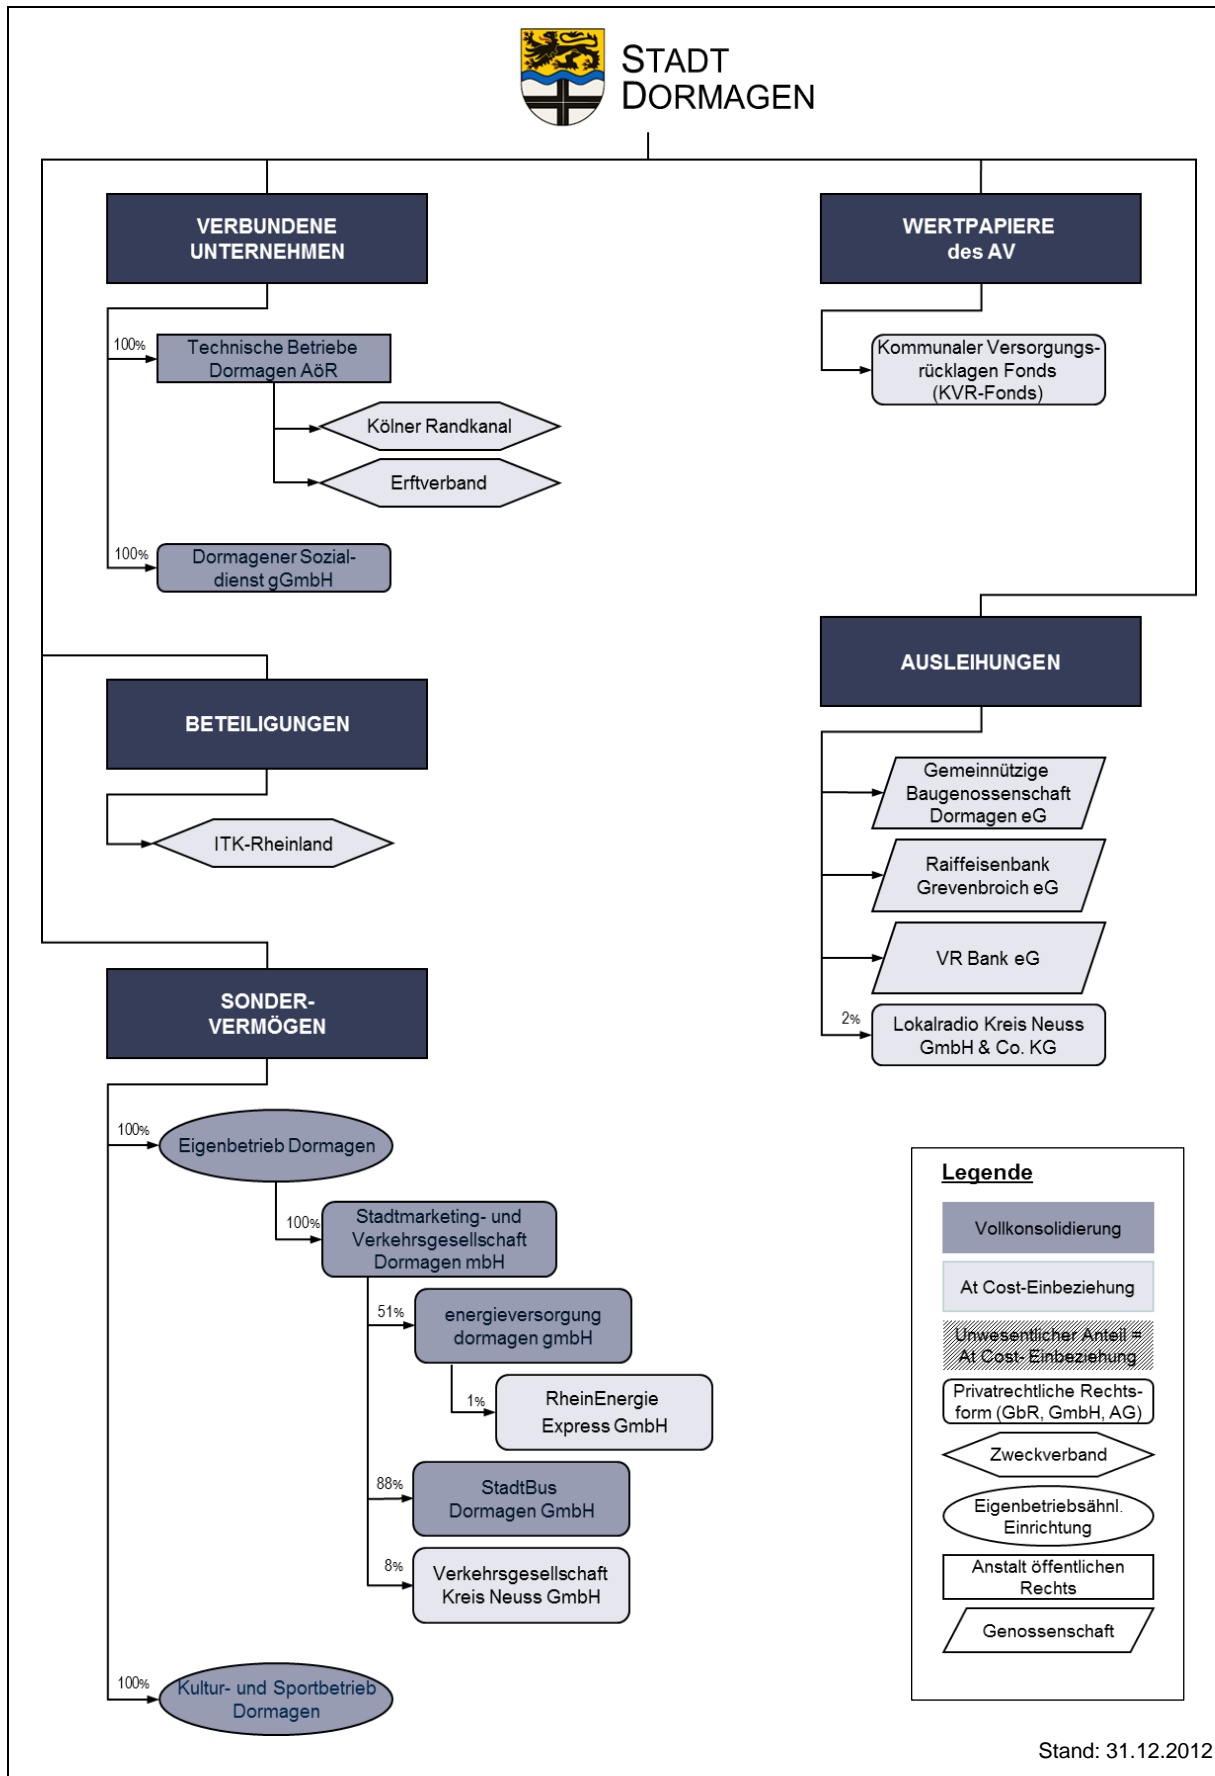 STADT
DORMAGEN
VERBUNDENE
UNTERNEHMEN
100%
Technische Betriebe
Dormagen AöR
Kölner Randkanal
Erftverband
100%
Dormagener Sozial-
dienst gGmbH
BETEILIGUNGEN
ITK-Rheinland
SONDER-
VERMÖGEN
100%
Eigenbetrieb Dormagen
100%
Stadtmarketing- und
Verkehrsgesellschaft
Dormagen mbH
51%
energieversorgung
dormagen gmbH
1%
RheinEnergie
Express GmbH
88%
StadtBus
Dormagen GmbH
8%
Verkehrsgesellschaft
Kreis Neuss GmbH
100%
Kultur- und Sportbetrieb
Dormagen
WERTPAPIERE
des AV
Kommunaler Versorgungs-
rücklagen Fonds
(KVR-Fonds)
AUSLEIHUNGEN
Gemeinnützige
Baugenossenschaft
Dormagen eG
Raiffeisenbank
Grevenbroich eG
VR Bank eG
2%
Lokalradio Kreis Neuss
GmbH & Co. KG
Legende
Vollkonsolidierung
At Cost-Einbeziehung
Unwesentlicher Anteil =
At Cost- Einbeziehung
Privatrechtliche Rechts-
form (GbR, GmbH, AG)
Zweckverband
Eigenbetriebsähnl.
Einrichtung
Anstalt öffentlichen
Rechts
Genossenschaft
Stand: 31.12.2012